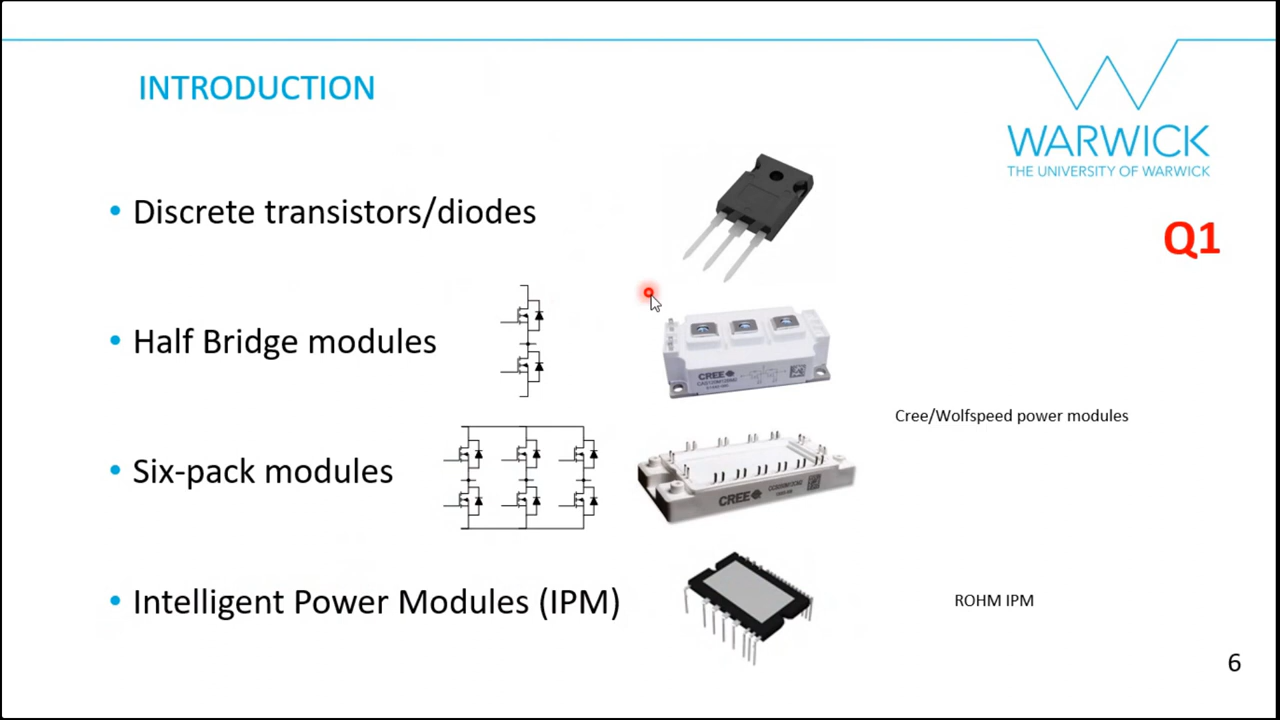 INTRODUCTION
WARWICK
THE UNIVERSITY OF WARWICK
• Discrete transistors/diodes
Q1
• Half Bridge modules
CREE
Cree/Wolfspeed power modules
• Six-pack modules
CREE
• Intelligent Power Modules (IPM)
ROHM IPM
6